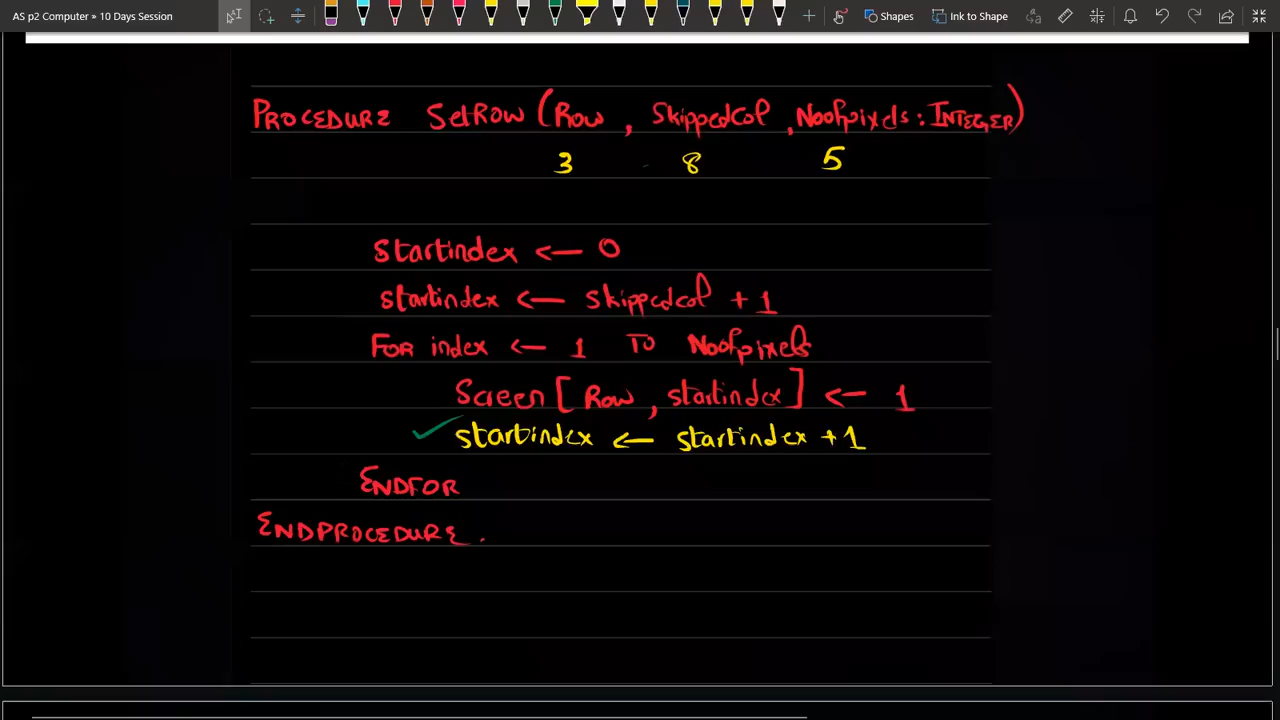 AS p2 Computer » 10 Days Session
Shapes
Ink to Shape
PROCEDURE SetRow (Row, Skippedcol, Noofpixels : INTEGER)
3 8 5
startindex ← 0
startindex ← skippedcol + 1
FOR index ← 1 TO Noofpixels
Screen [Row, startindex] ← 1
✓ startindex ← startindex + 1
ENDFOR
ENDPROCEDURE.